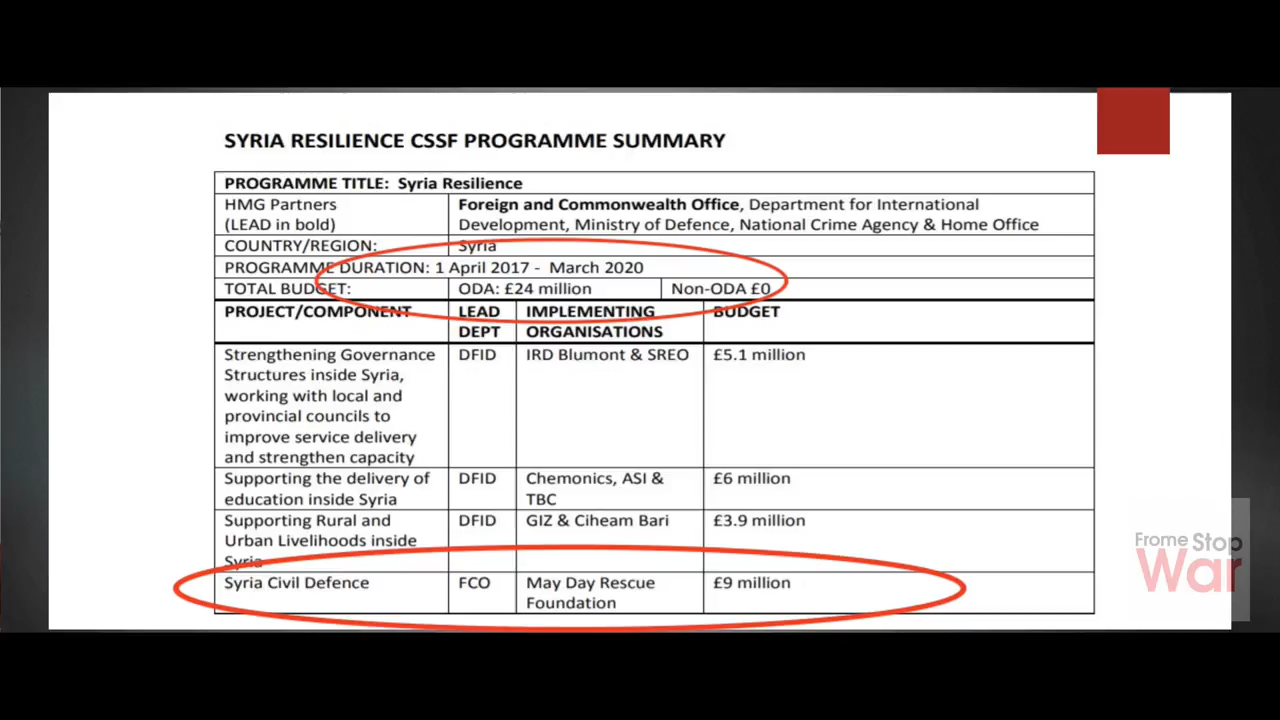 SYRIA RESILIENCE CSSF PROGRAMME SUMMARY
PROGRAMME TITLE: Syria Resilience
HMG Partners
(LEAD in bold)
Foreign and Commonwealth Office, Department for International
Development, Ministry of Defence, National Crime Agency & Home Office
COUNTRY/REGION: Syria
PROGRAMME DURATION: 1 April 2017 - March 2020
TOTAL BUDGET: ODA: £24 million Non-ODA £0
PROJECT/COMPONENT
LEAD
DEPT
IMPLEMENTING
ORGANISATIONS
BUDGET
Strengthening Governance
Structures inside Syria,
working with local and
provincial councils to
improve service delivery
and strengthen capacity
DFID
IRD Blumont & SREO
£5.1 million
Supporting the delivery of
education inside Syria
DFID
Chemonics, ASI &
TBC
£6 million
Supporting Rural and
Urban Livelihoods inside
Syria
DFID
GIZ & Ciheam Bari
£3.9 million
Syria Civil Defence
FCO
May Day Rescue
Foundation
£9 million
Frome Stop
War